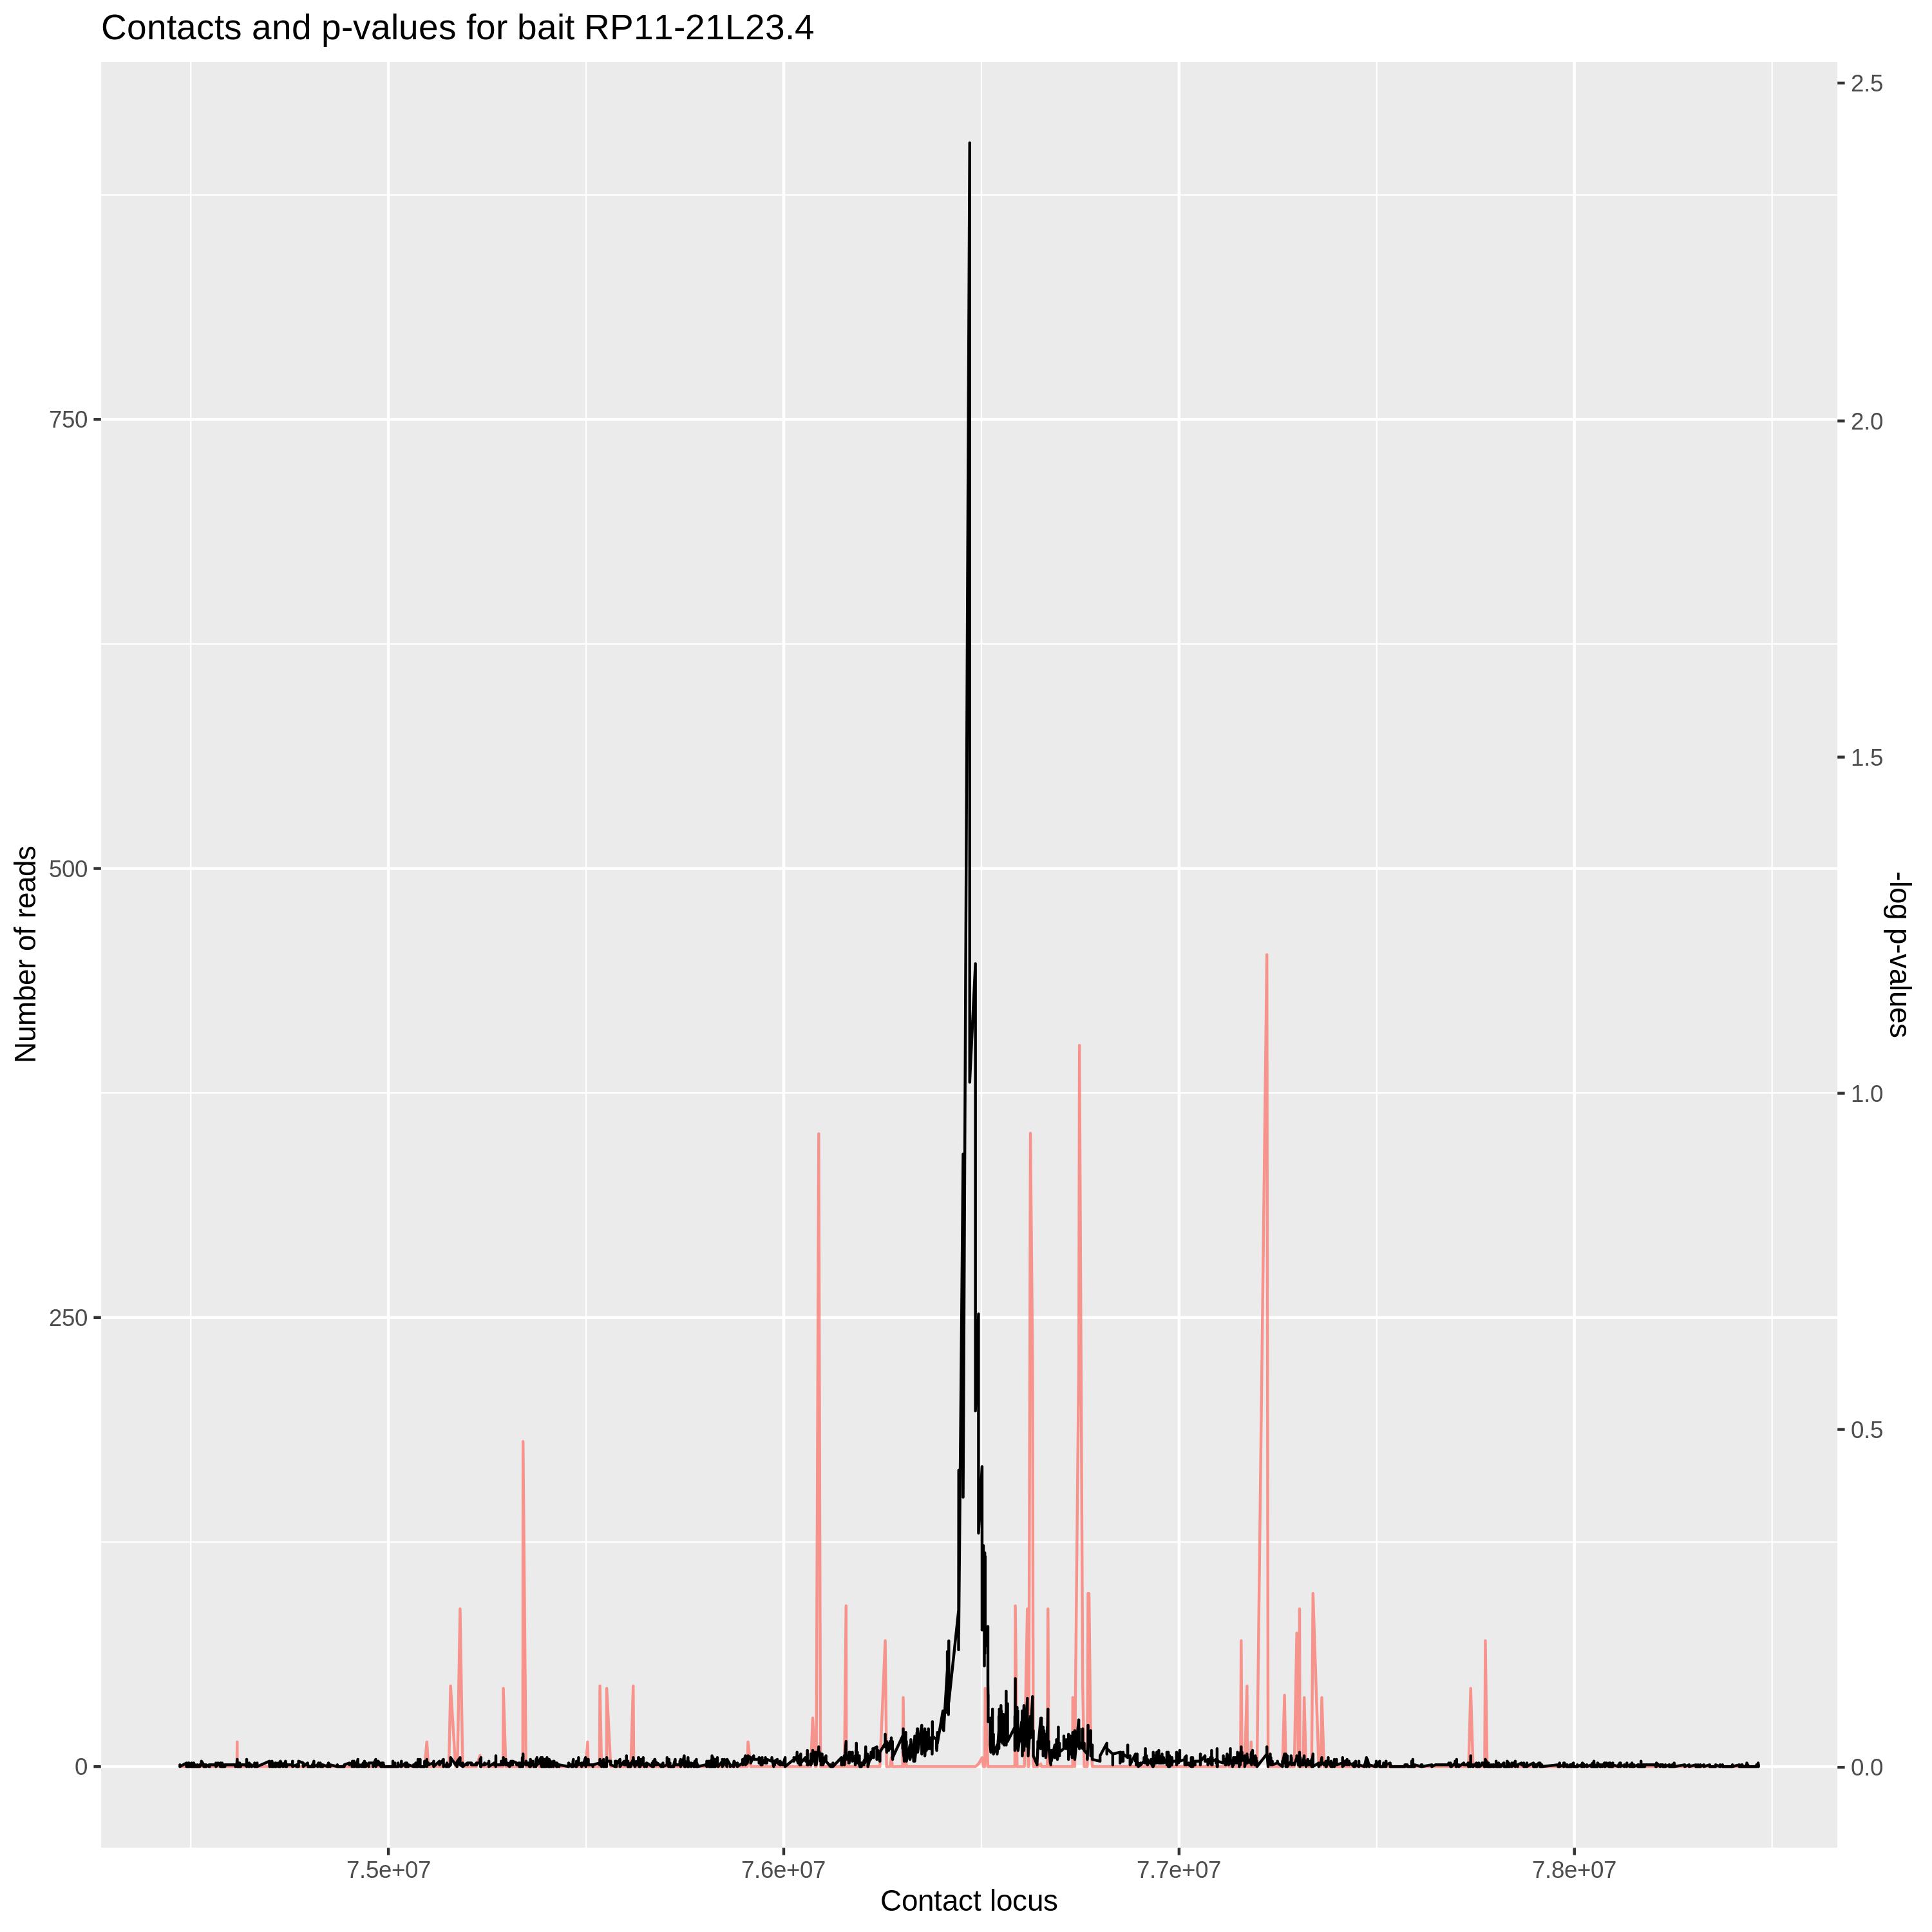 Contacts and p-values for bait RP11-21L23.4
Number of reads
750
500
250
0
2.5
2.0
1.5
1.0
0.5
0.0
-log p-values
7.5e+07
7.6e+07
7.7e+07
7.8e+07
Contact locus